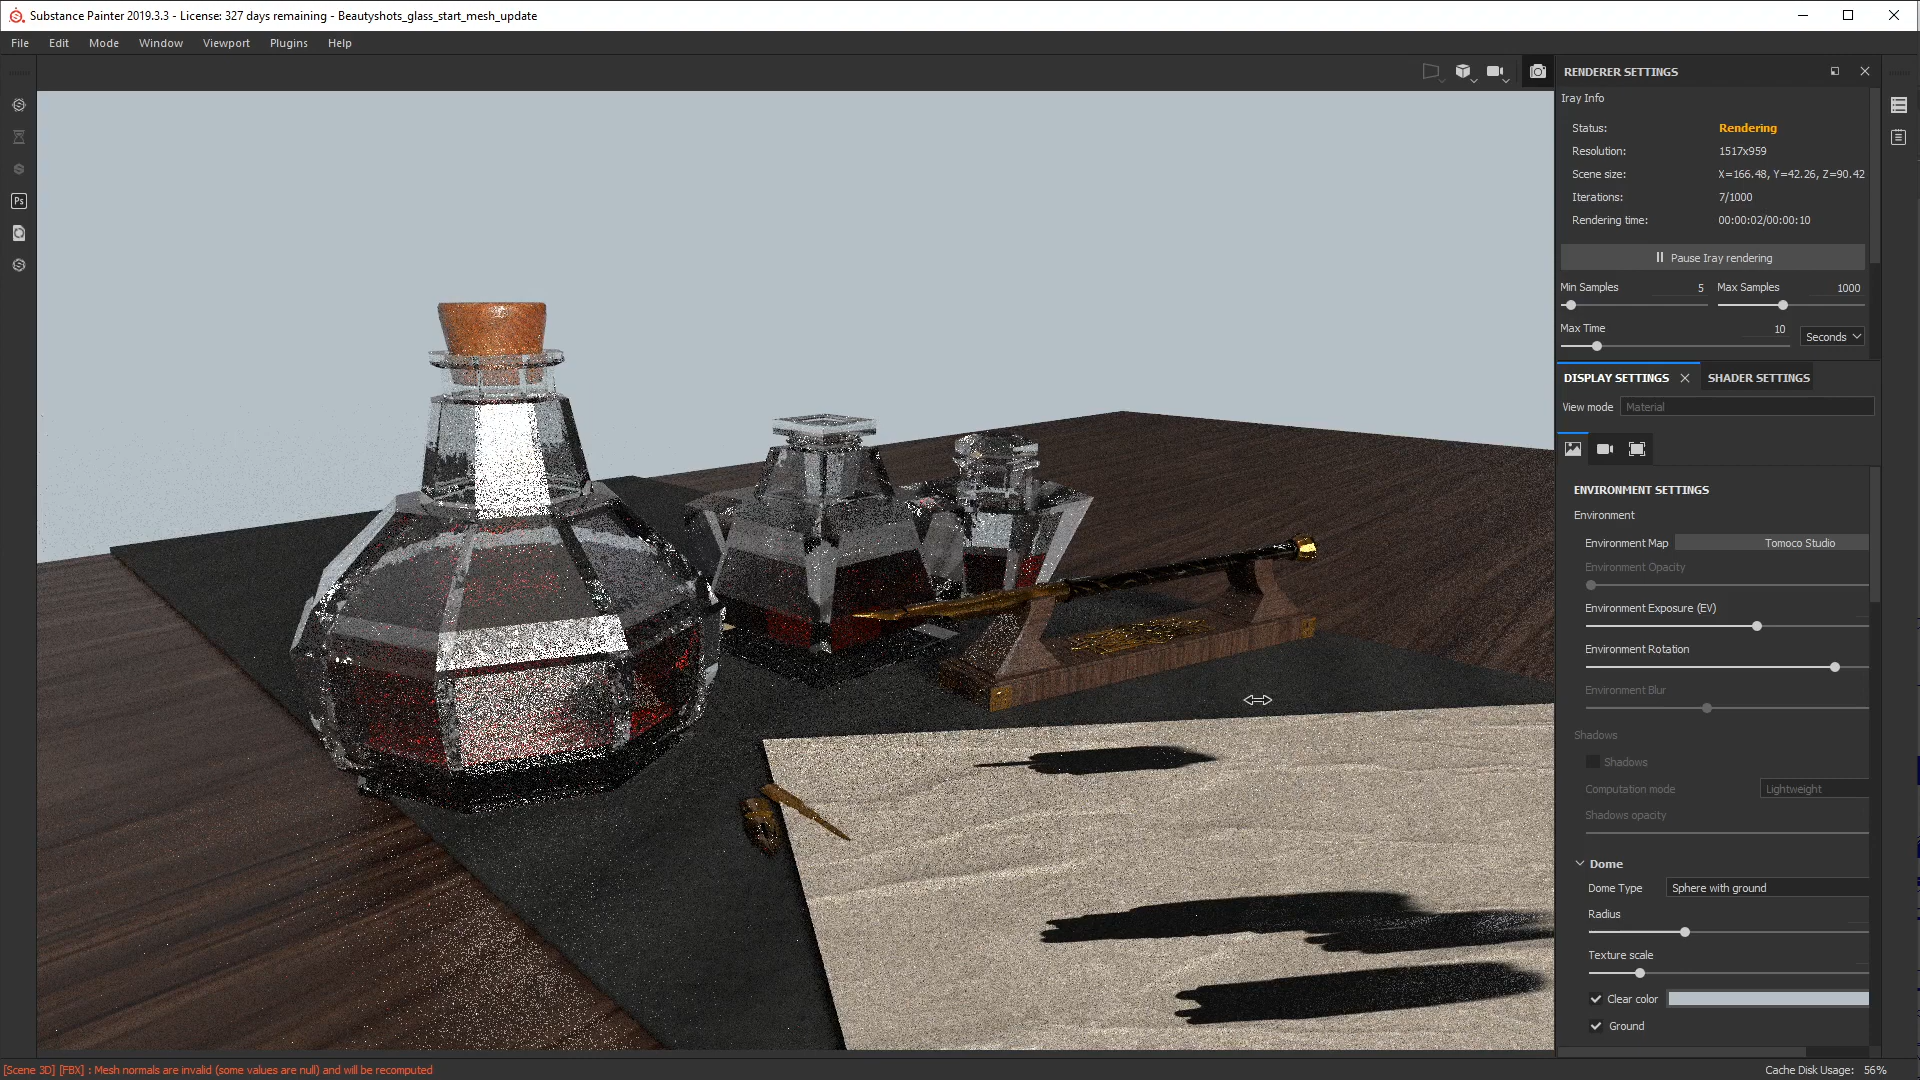 Substance Painter 2019.3.3 - License: 327 days remaining - Beautyshots_glass_start_mesh_update
File Edit Mode Window Viewport Plugins Help
RENDERER SETTINGS
Iray Info
Status: Rendering
Resolution: 1517x959
Scene size: X=166.48, Y=42.26, Z=90.42
Iterations: 7/1000
Rendering time: 00:00:02/00:00:10
Pause Iray rendering
Min Samples 5 Max Samples 1000
Max Time 10 Seconds
DISPLAY SETTINGS SHADER SETTINGS
View mode Material
Ps
ENVIRONMENT SETTINGS
Environment
Environment Map Tomoco Studio
Environment Opacity
Environment Exposure (EV)
Environment Rotation
Environment Blur
Shadows
Shadows
Computation mode Lightweight
Shadows opacity
Dome
Dome Type Sphere with ground
Radius
Texture scale
Clear color
Ground
[Scene 3D] [FBX] : Mesh normals are invalid (some values are null) and will be recomputed
Cache Disk Usage: 56%